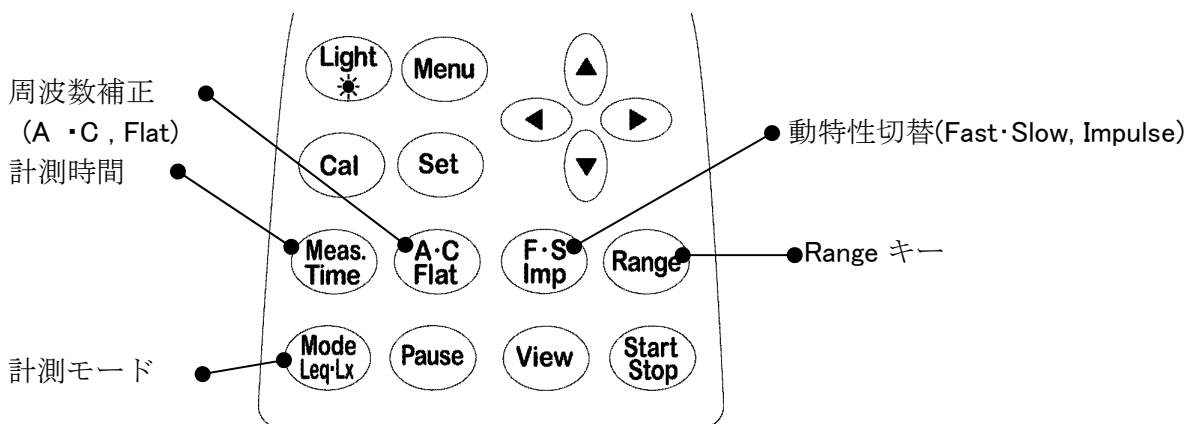 Light
Menu
周波数補正
(A ・C , Flat)
計測時間
動特性切替(Fast・Slow, Impulse)
Cal
Set
Meas.
Time
A・C
Flat
F・S
Imp
Range
Range キー
計測モード
Mode
Leq・Lx
Pause
View
Start
Stop